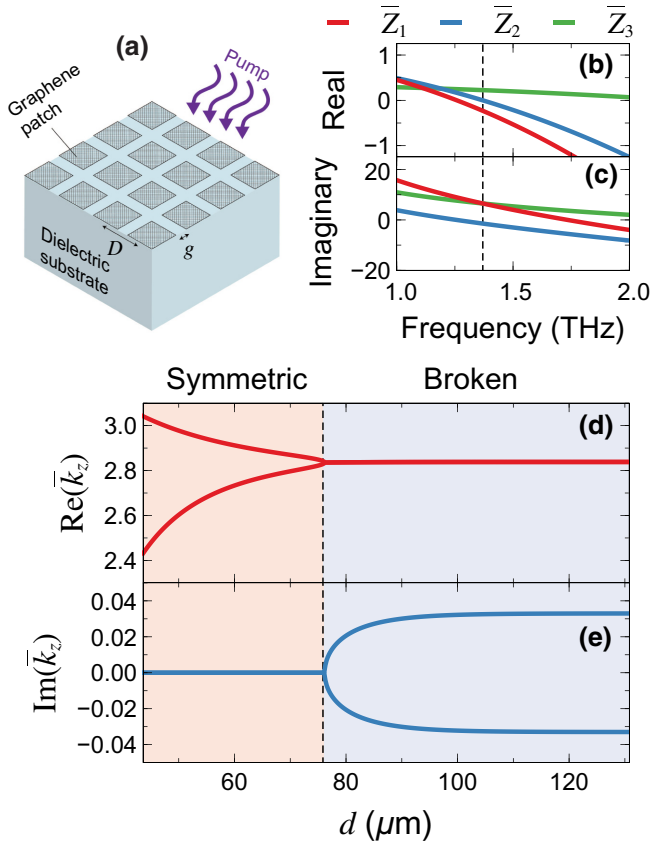 Z̅₁ Z̅₂ Z̅₃
(a)
Pump
Graphene
patch
D
g
Dielectric
substrate
(b)
Real
1
0
−1
(c)
Imaginary
20
0
−20
1.0 1.5 2.0
Frequency (THz)
Symmetric Broken
(d)
Re(k̅_z)
3.0
2.8
2.6
2.4
(e)
Im(k̅_z)
0.04
0.02
0.00
−0.02
−0.04
60 80 100 120
d (μm)